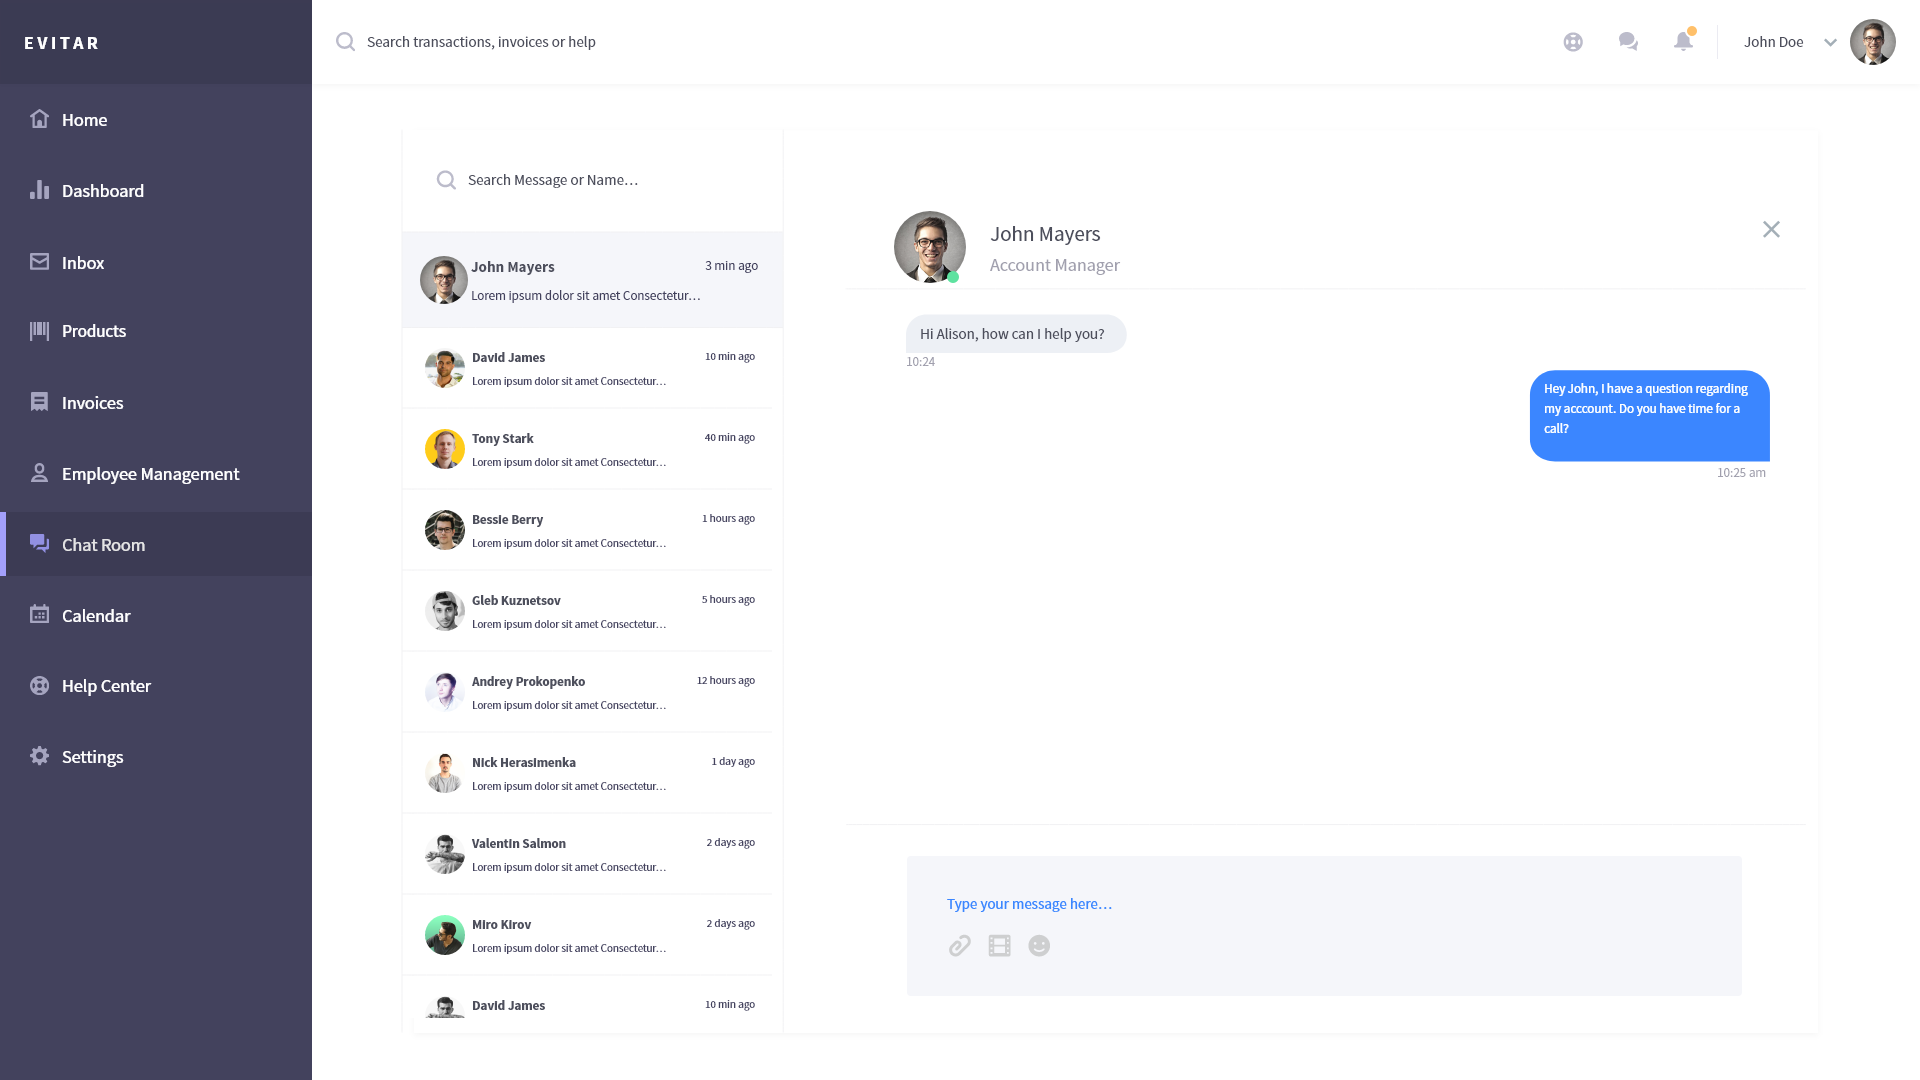 EVITAR
Search transactions, invoices or help
John Doe
Home
Dashboard
Inbox
Products
Invoices
Employee Management
Chat Room
Calendar
Help Center
Settings
Search Message or Name…
John Mayers
3 min ago
Lorem ipsum dolor sit amet Consectetur…
David James
10 min ago
Lorem ipsum dolor sit amet Consectetur…
Tony Stark
40 min ago
Lorem ipsum dolor sit amet Consectetur…
Bessie Berry
1 hours ago
Lorem ipsum dolor sit amet Consectetur…
Gleb Kuznetsov
5 hours ago
Lorem ipsum dolor sit amet Consectetur…
Andrey Prokopenko
12 hours ago
Lorem ipsum dolor sit amet Consectetur…
Nick Herasimenka
1 day ago
Lorem ipsum dolor sit amet Consectetur…
Valentin Salmon
2 days ago
Lorem ipsum dolor sit amet Consectetur…
Miro Kirov
2 days ago
Lorem ipsum dolor sit amet Consectetur…
David James
10 min ago
John Mayers
Account Manager
Hi Alison, how can I help you?
10:24
Hey John, I have a question regarding
my acccount. Do you have time for a
call?
10:25 am
Type your message here…